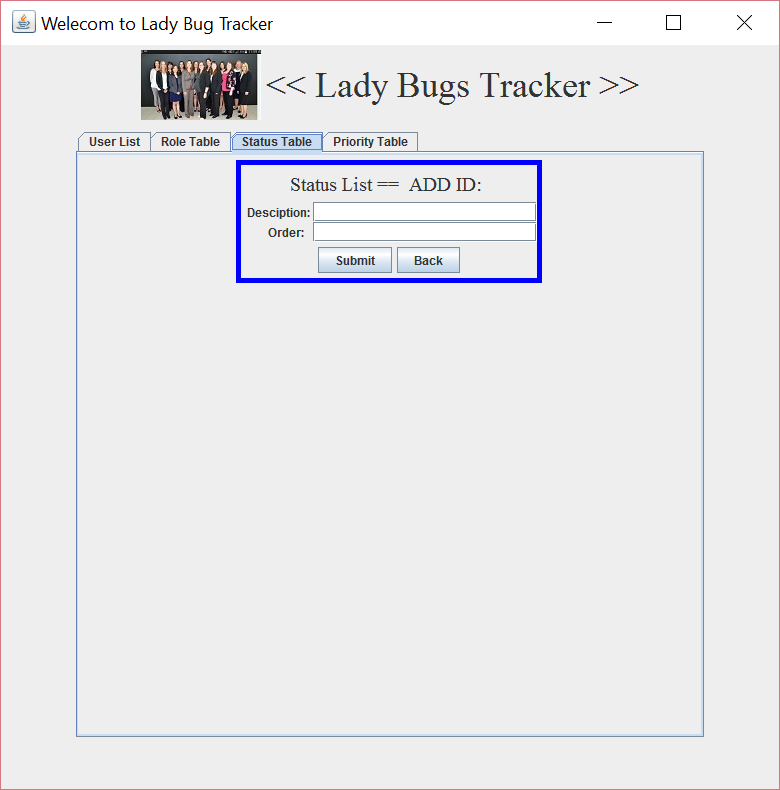 Welecom to Lady Bug Tracker
<< Lady Bugs Tracker >>
User List Role Table Status Table Priority Table
Status List == ADD ID:
Desciption:
Order:
Submit Back